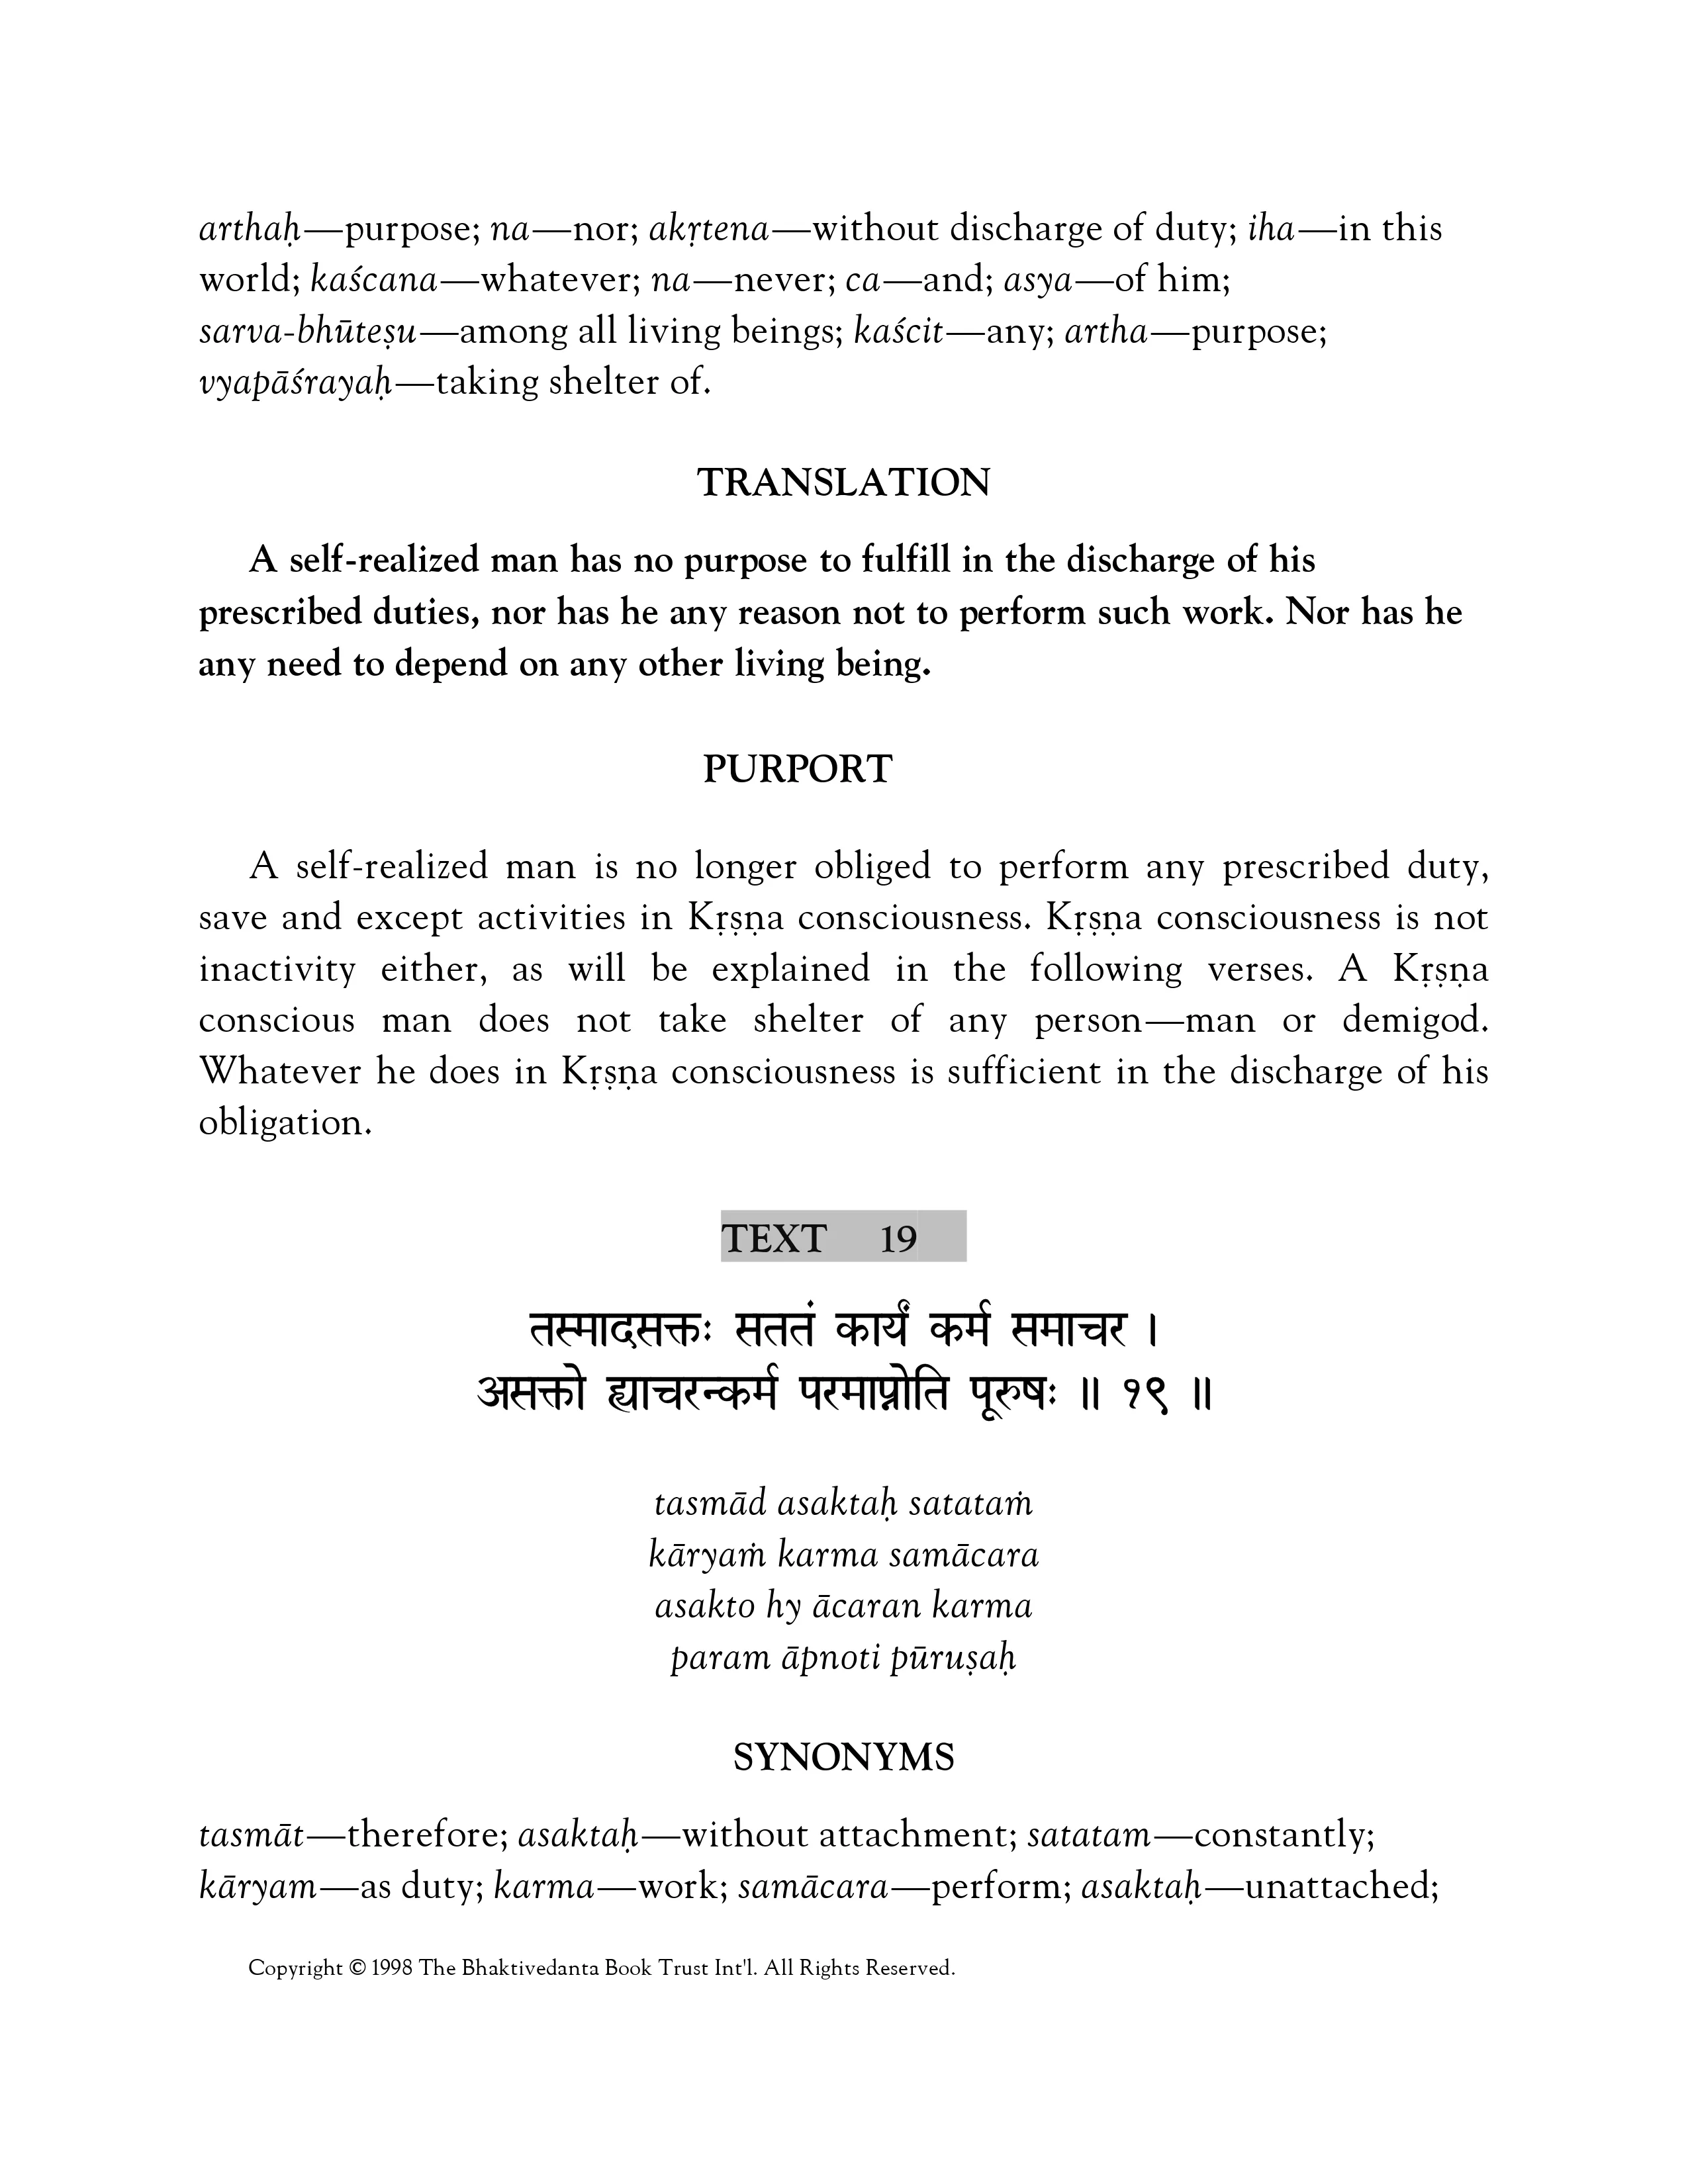 arthaḥ—purpose; na—nor; akṛtena—without discharge of duty; iha—in this
world; kaścana—whatever; na—never; ca—and; asya—of him;
sarva-bhūteṣu—among all living beings; kaścit—any; artha—purpose;
vyapāśrayaḥ—taking shelter of.
TRANSLATION
A self-realized man has no purpose to fulfill in the discharge of his
prescribed duties, nor has he any reason not to perform such work. Nor has he
any need to depend on any other living being.
PURPORT
A self-realized man is no longer obliged to perform any prescribed duty,
save and except activities in Kṛṣṇa consciousness. Kṛṣṇa consciousness is not
inactivity either, as will be explained in the following verses. A Kṛṣṇa
conscious man does not take shelter of any person—man or demigod.
Whatever he does in Kṛṣṇa consciousness is sufficient in the discharge of his
obligation.
TEXT 19
तस्मादसक्तः सततं कार्यं कर्म समाचर ।
असक्तो ह्याचरन्कर्म परमाप्नोति पूरुषः ॥ १९ ॥
tasmād asaktaḥ satataṁ
kāryaṁ karma samācara
asakto hy ācaran karma
param āpnoti pūruṣaḥ
SYNONYMS
tasmāt—therefore; asaktaḥ—without attachment; satatam—constantly;
kāryam—as duty; karma—work; samācara—perform; asaktaḥ—unattached;
Copyright © 1998 The Bhaktivedanta Book Trust Int'l. All Rights Reserved.